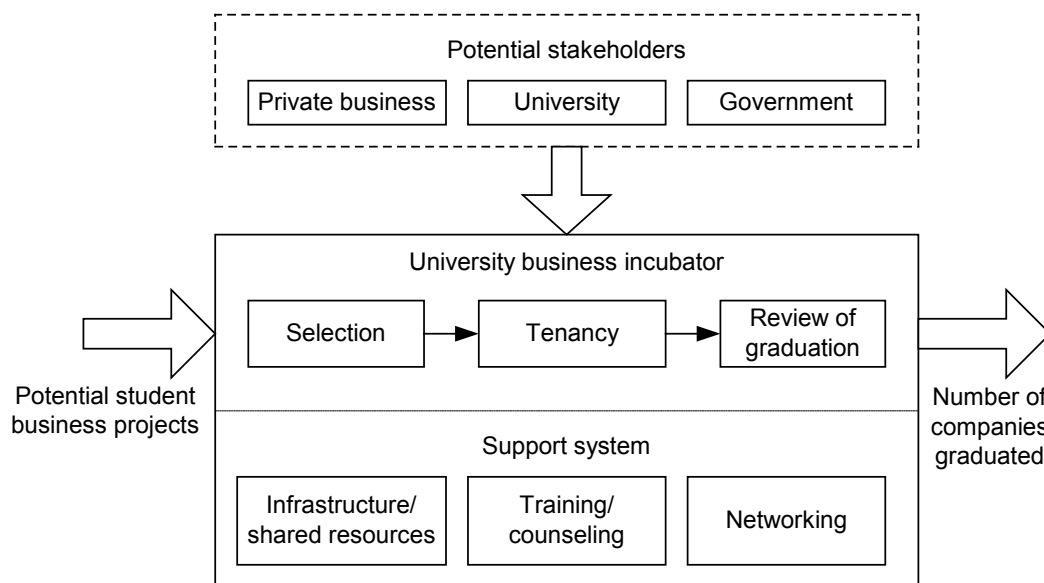 Potential stakeholders
Private business
University
Government
University business incubator
Selection
Tenancy
Review of
graduation
Potential student
business projects
Number of
companies
graduated
Support system
Infrastructure/
shared resources
Training/
counseling
Networking